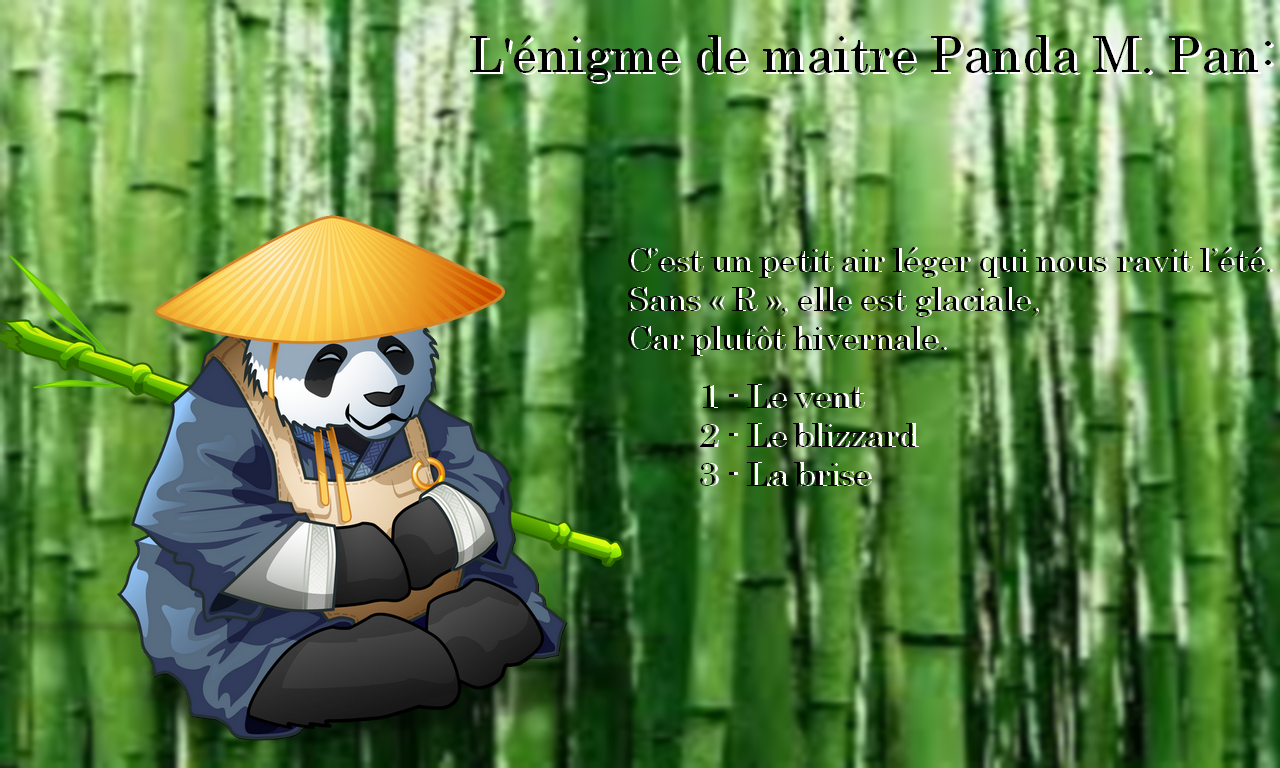 L'énigme de maitre Panda M. Pan:
C’est un petit air léger qui nous ravit l’été.
Sans « R », elle est glaciale,
Car plutôt hivernale.
1 - Le vent
2 - Le blizzard
3 - La brise